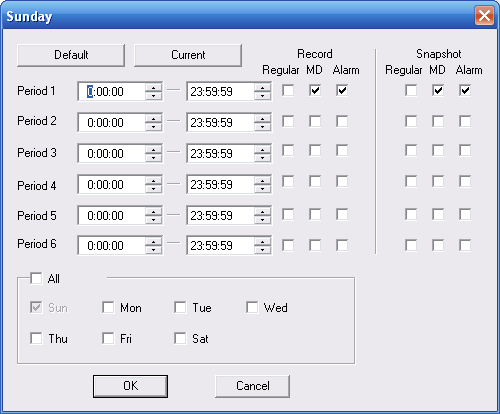 Sunday
Default Current Record Snapshot
Regular MD Alarm Regular MD Alarm
Period 1 0:00:00 — 23:59:59
Period 2 0:00:00 — 23:59:59
Period 3 0:00:00 — 23:59:59
Period 4 0:00:00 — 23:59:59
Period 5 0:00:00 — 23:59:59
Period 6 0:00:00 — 23:59:59
All
Sun Mon Tue Wed
Thu Fri Sat
OK Cancel